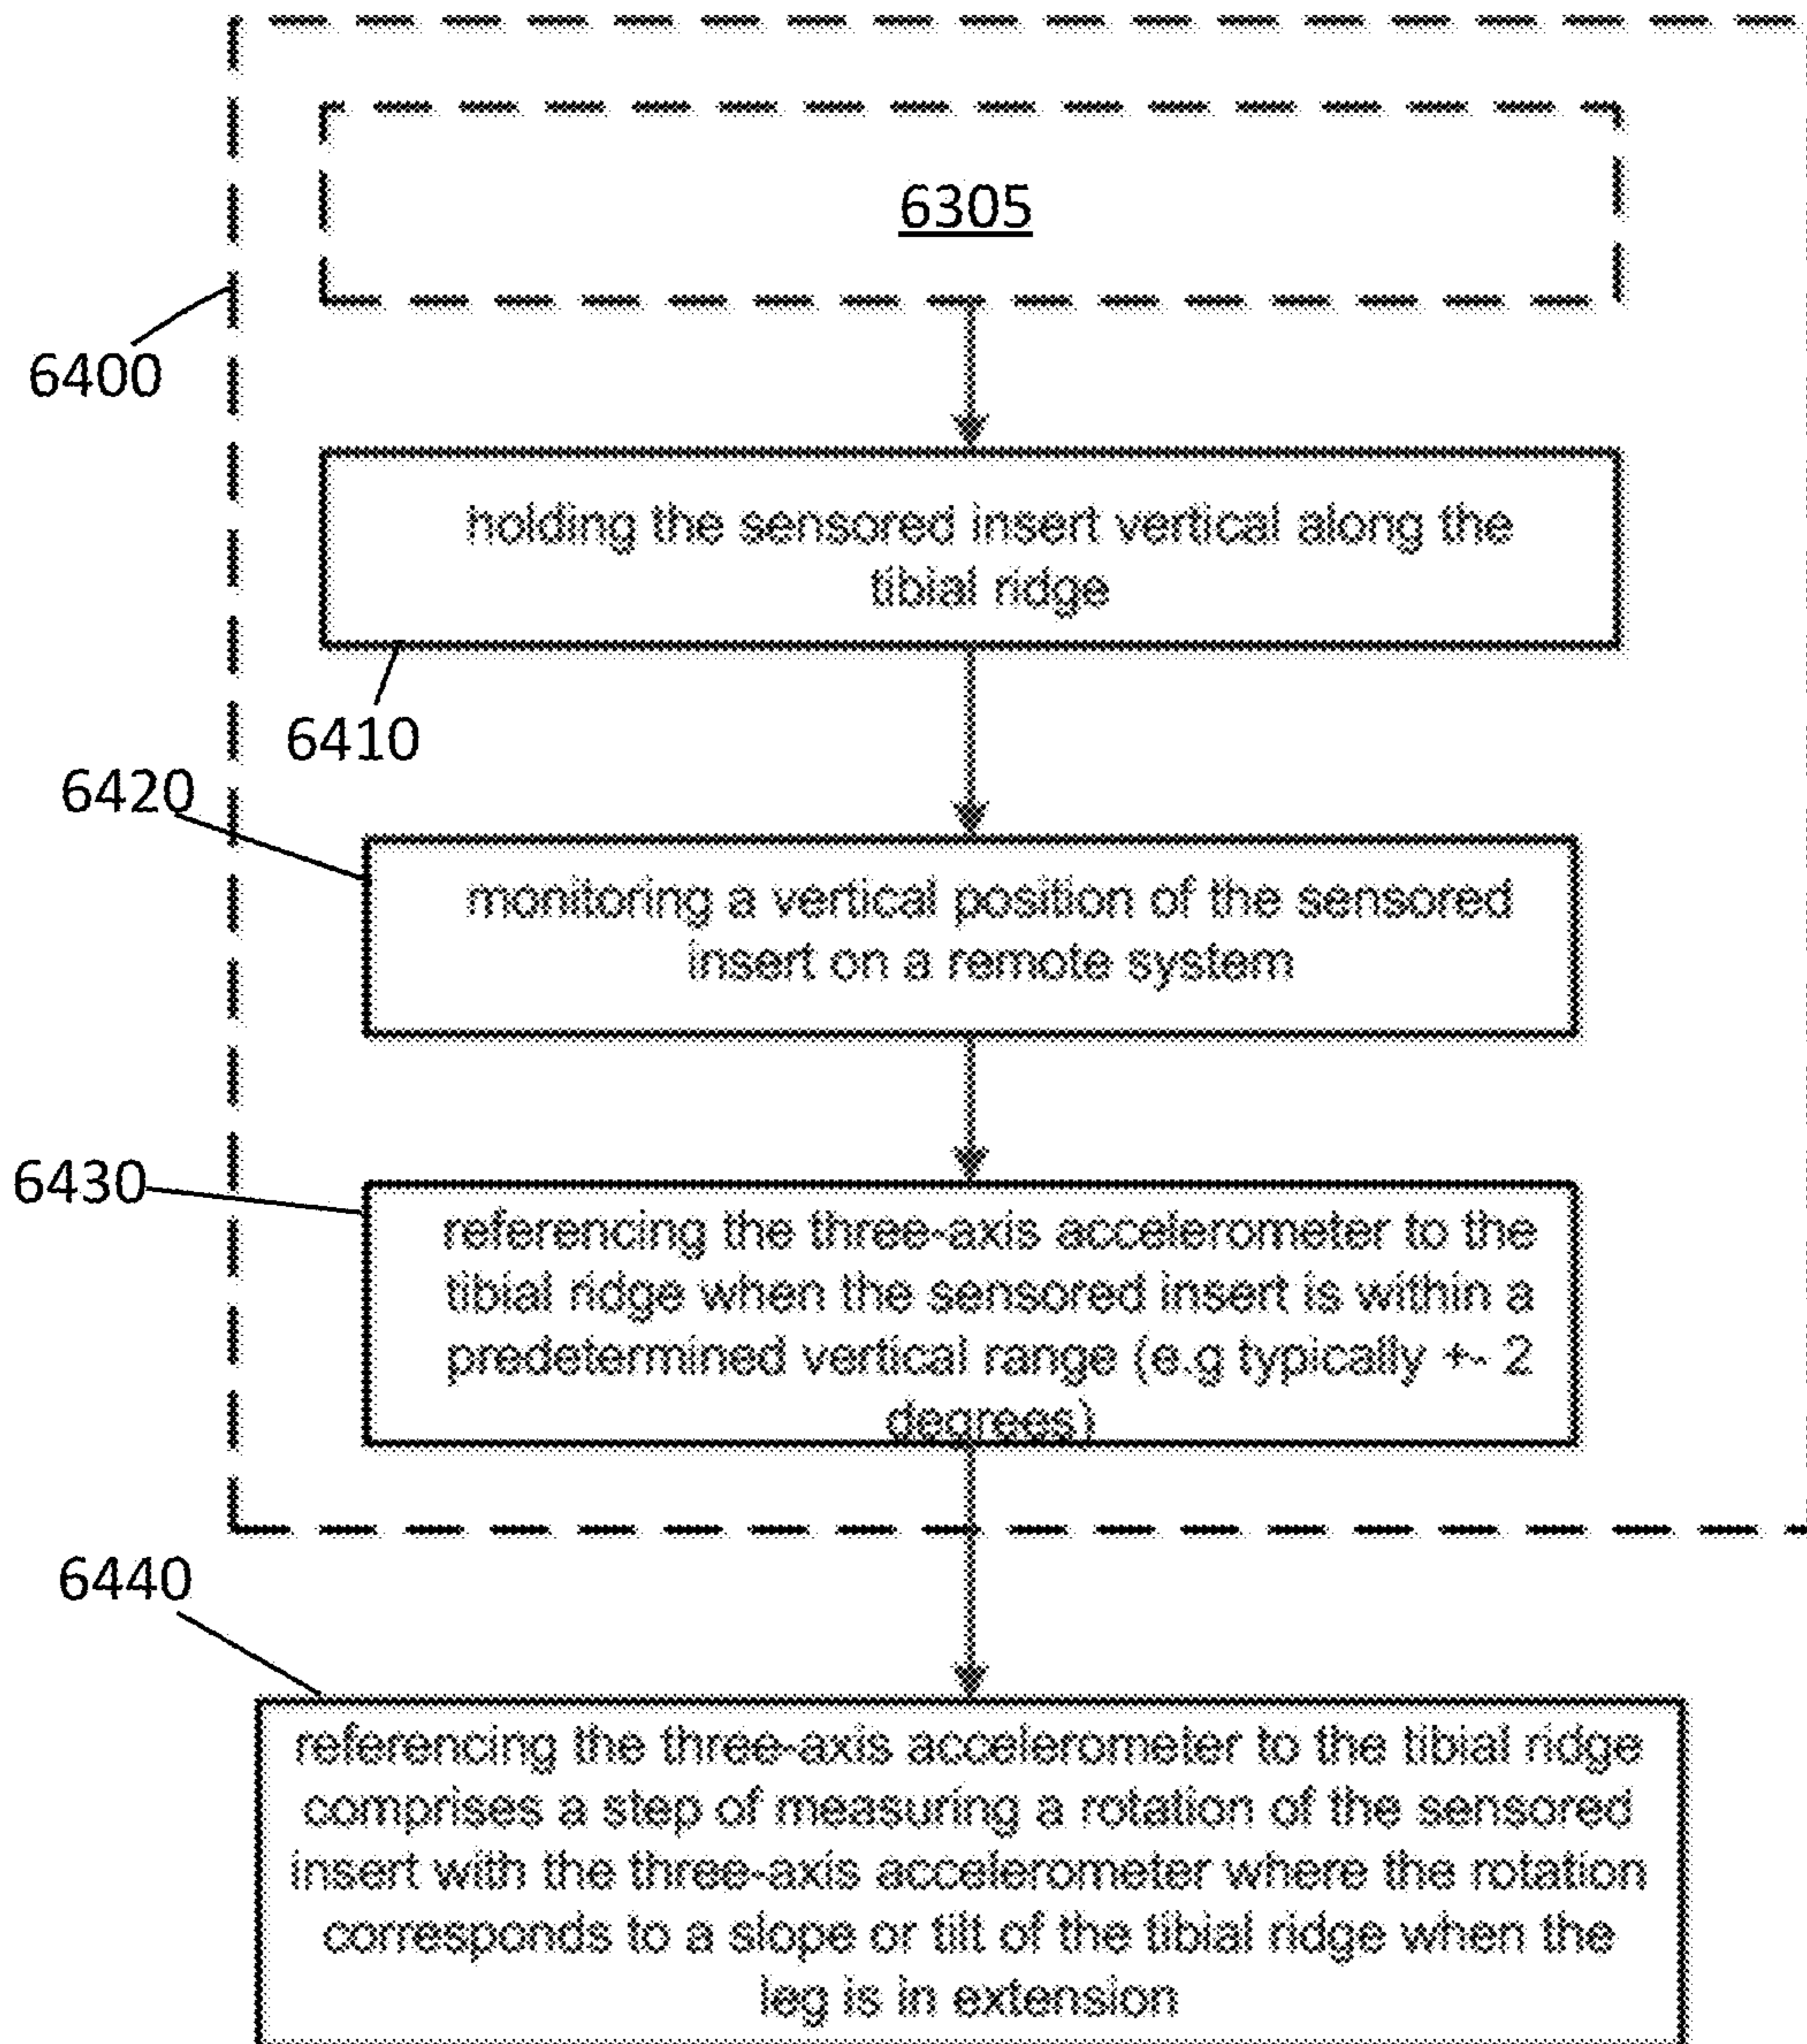 6305
6400
holding the sensored insert vertical along the
tibial ridge
6410
6420
monitoring a vertical position of the sensored
insert on a remote system
6430
referencing the three-axis accelerometer to the
tibial ridge when the sensored insert is within a
predetermined vertical range (e.g typically +- 2
degrees)
6440
referencing the three-axis accelerometer to the tibial ridge
comprises a step of measuring a rotation of the sensored
insert with the three-axis accelerometer where the rotation
corresponds to a slope or tilt of the tibial ridge when the
leg is in extension